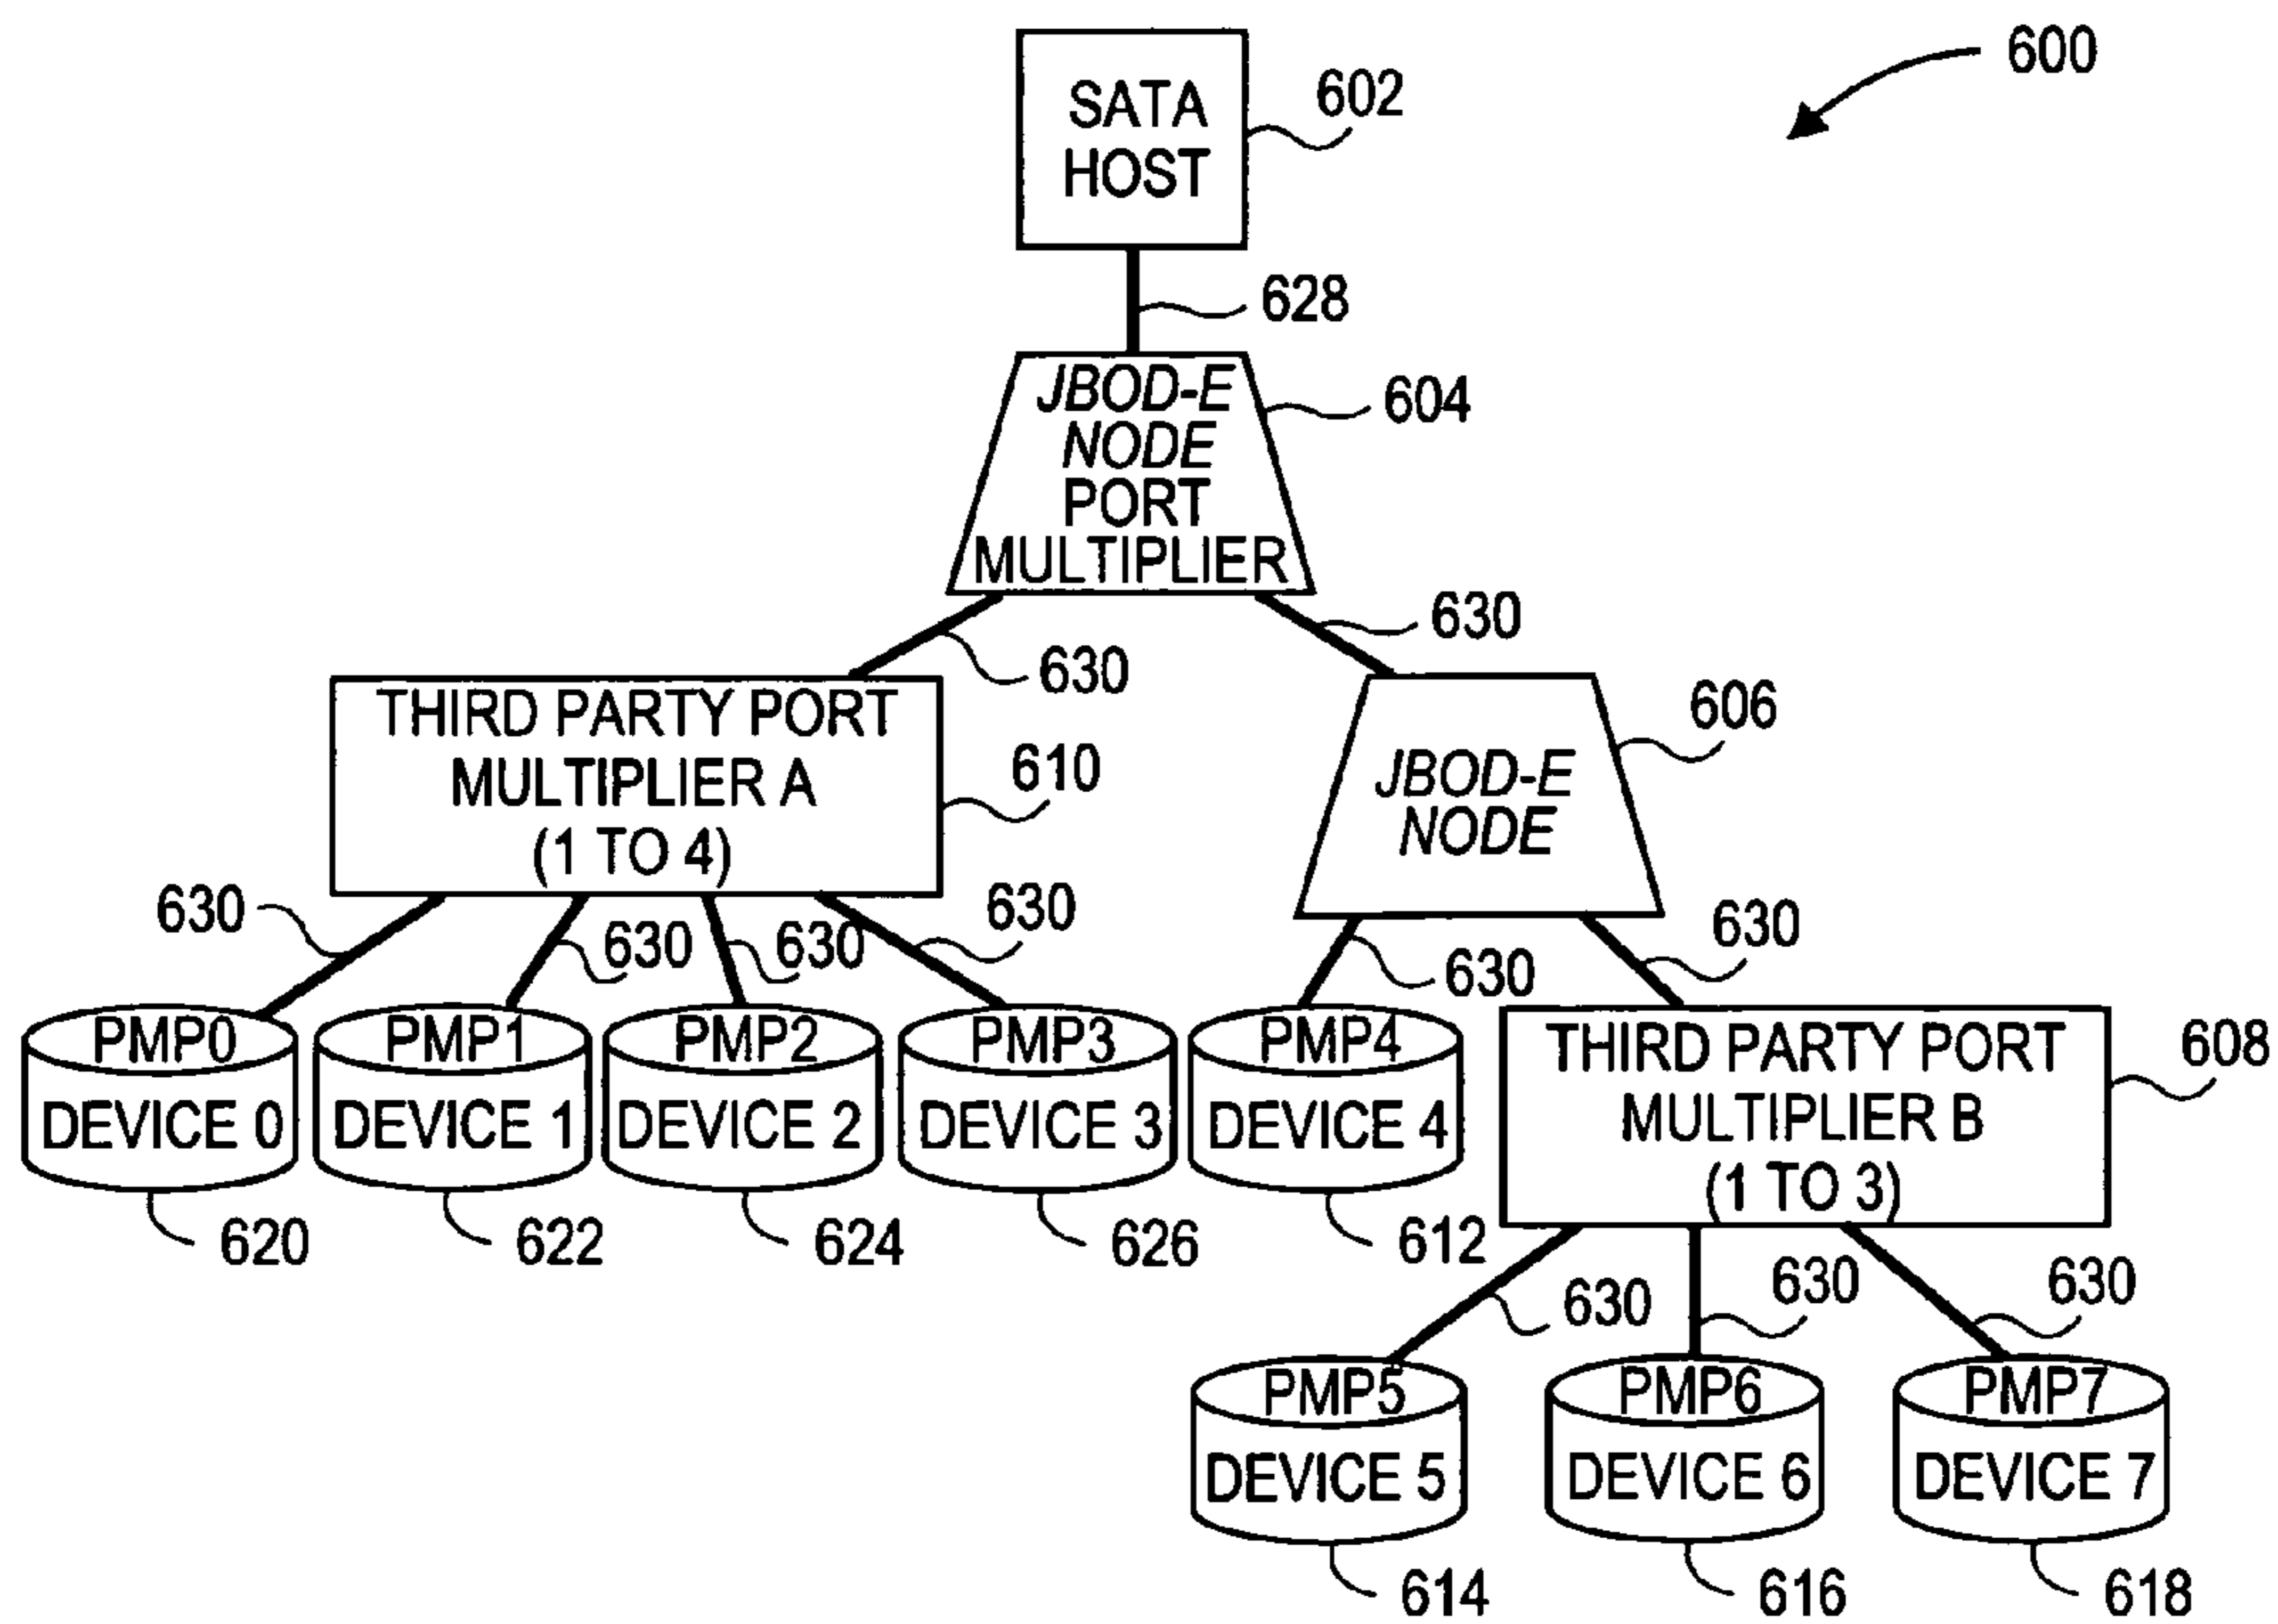 600
SATA
HOST
602
628
JBOD-E
NODE
PORT
MULTIPLIER
604
630
630
THIRD PARTY PORT
MULTIPLIER A
(1 TO 4)
610
JBOD-E
NODE
606
630
630
630
630
630
630
PMP0
DEVICE 0
620
PMP1
DEVICE 1
622
PMP2
DEVICE 2
624
PMP3
DEVICE 3
626
PMP4
DEVICE 4
612
THIRD PARTY PORT
MULTIPLIER B
(1 TO 3)
608
630
630
630
PMP5
DEVICE 5
614
PMP6
DEVICE 6
616
PMP7
DEVICE 7
618